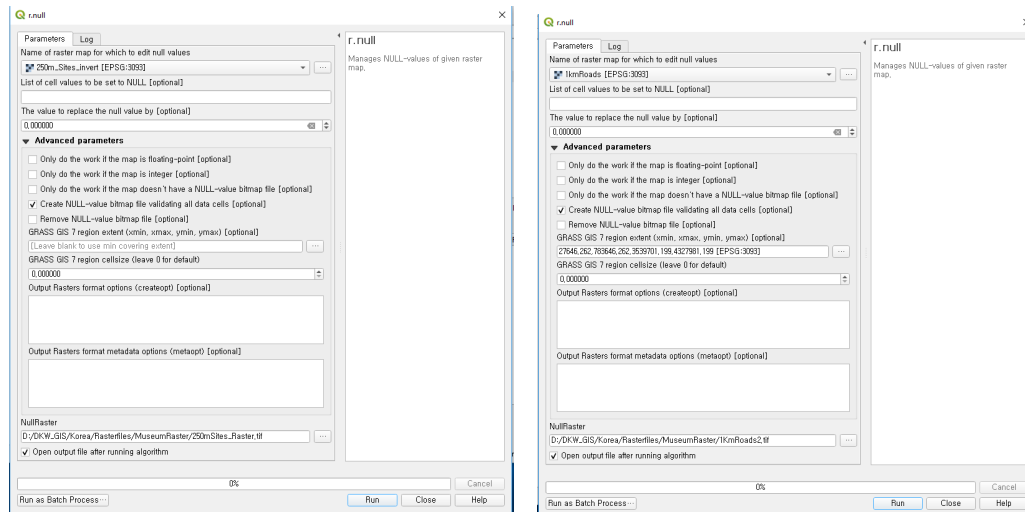 r.null
Parameters
Log
Name of raster map for which to edit null values
250m_Sites_invert [EPSG:3093]
...
List of cell values to be set to NULL [optional]
The value to replace the null value by [optional]
0,000000
Advanced parameters
Only do the work if the map is floating-point [optional]
Only do the work if the map is integer [optional]
Only do the work if the map doesn't have a NULL-value bitmap file [optional]
Create NULL-value bitmap file validating all data cells [optional]
Remove NULL-value bitmap file [optional]
GRASS GIS 7 region extent (xmin, xmax, ymin, ymax) [optional]
[Leave blank to use min covering extent]
...
GRASS GIS 7 region cellsize (leave 0 for default)
0,000000
Output Rasters format options (createopt) [optional]
Output Rasters format metadata options (metaopt) [optional]
NullRaster
D:/DKW_GIS/Korea/Rasterfiles/MuseumRaster/250mSites_Raster.tif
...
Open output file after running algorithm
r.null
Manages NULL-values of given raster
map.
0%
Cancel
Run as Batch Process...
Run
Close
Help
r.null
Parameters
Log
Name of raster map for which to edit null values
1kmRoads [EPSG:3093]
...
List of cell values to be set to NULL [optional]
The value to replace the null value by [optional]
0,000000
Advanced parameters
Only do the work if the map is floating-point [optional]
Only do the work if the map is integer [optional]
Only do the work if the map doesn't have a NULL-value bitmap file [optional]
Create NULL-value bitmap file validating all data cells [optional]
Remove NULL-value bitmap file [optional]
GRASS GIS 7 region extent (xmin, xmax, ymin, ymax) [optional]
27646,262,783646,262,3539701,199,4327981,199 [EPSG:3093]
...
GRASS GIS 7 region cellsize (leave 0 for default)
0,000000
Output Rasters format options (createopt) [optional]
Output Rasters format metadata options (metaopt) [optional]
NullRaster
D:/DKW_GIS/Korea/Rasterfiles/MuseumRaster/1KmRoads2.tif
...
Open output file after running algorithm
r.null
Manages NULL-values of given raster
map.
0%
Cancel
Run as Batch Process...
Run
Close
Help